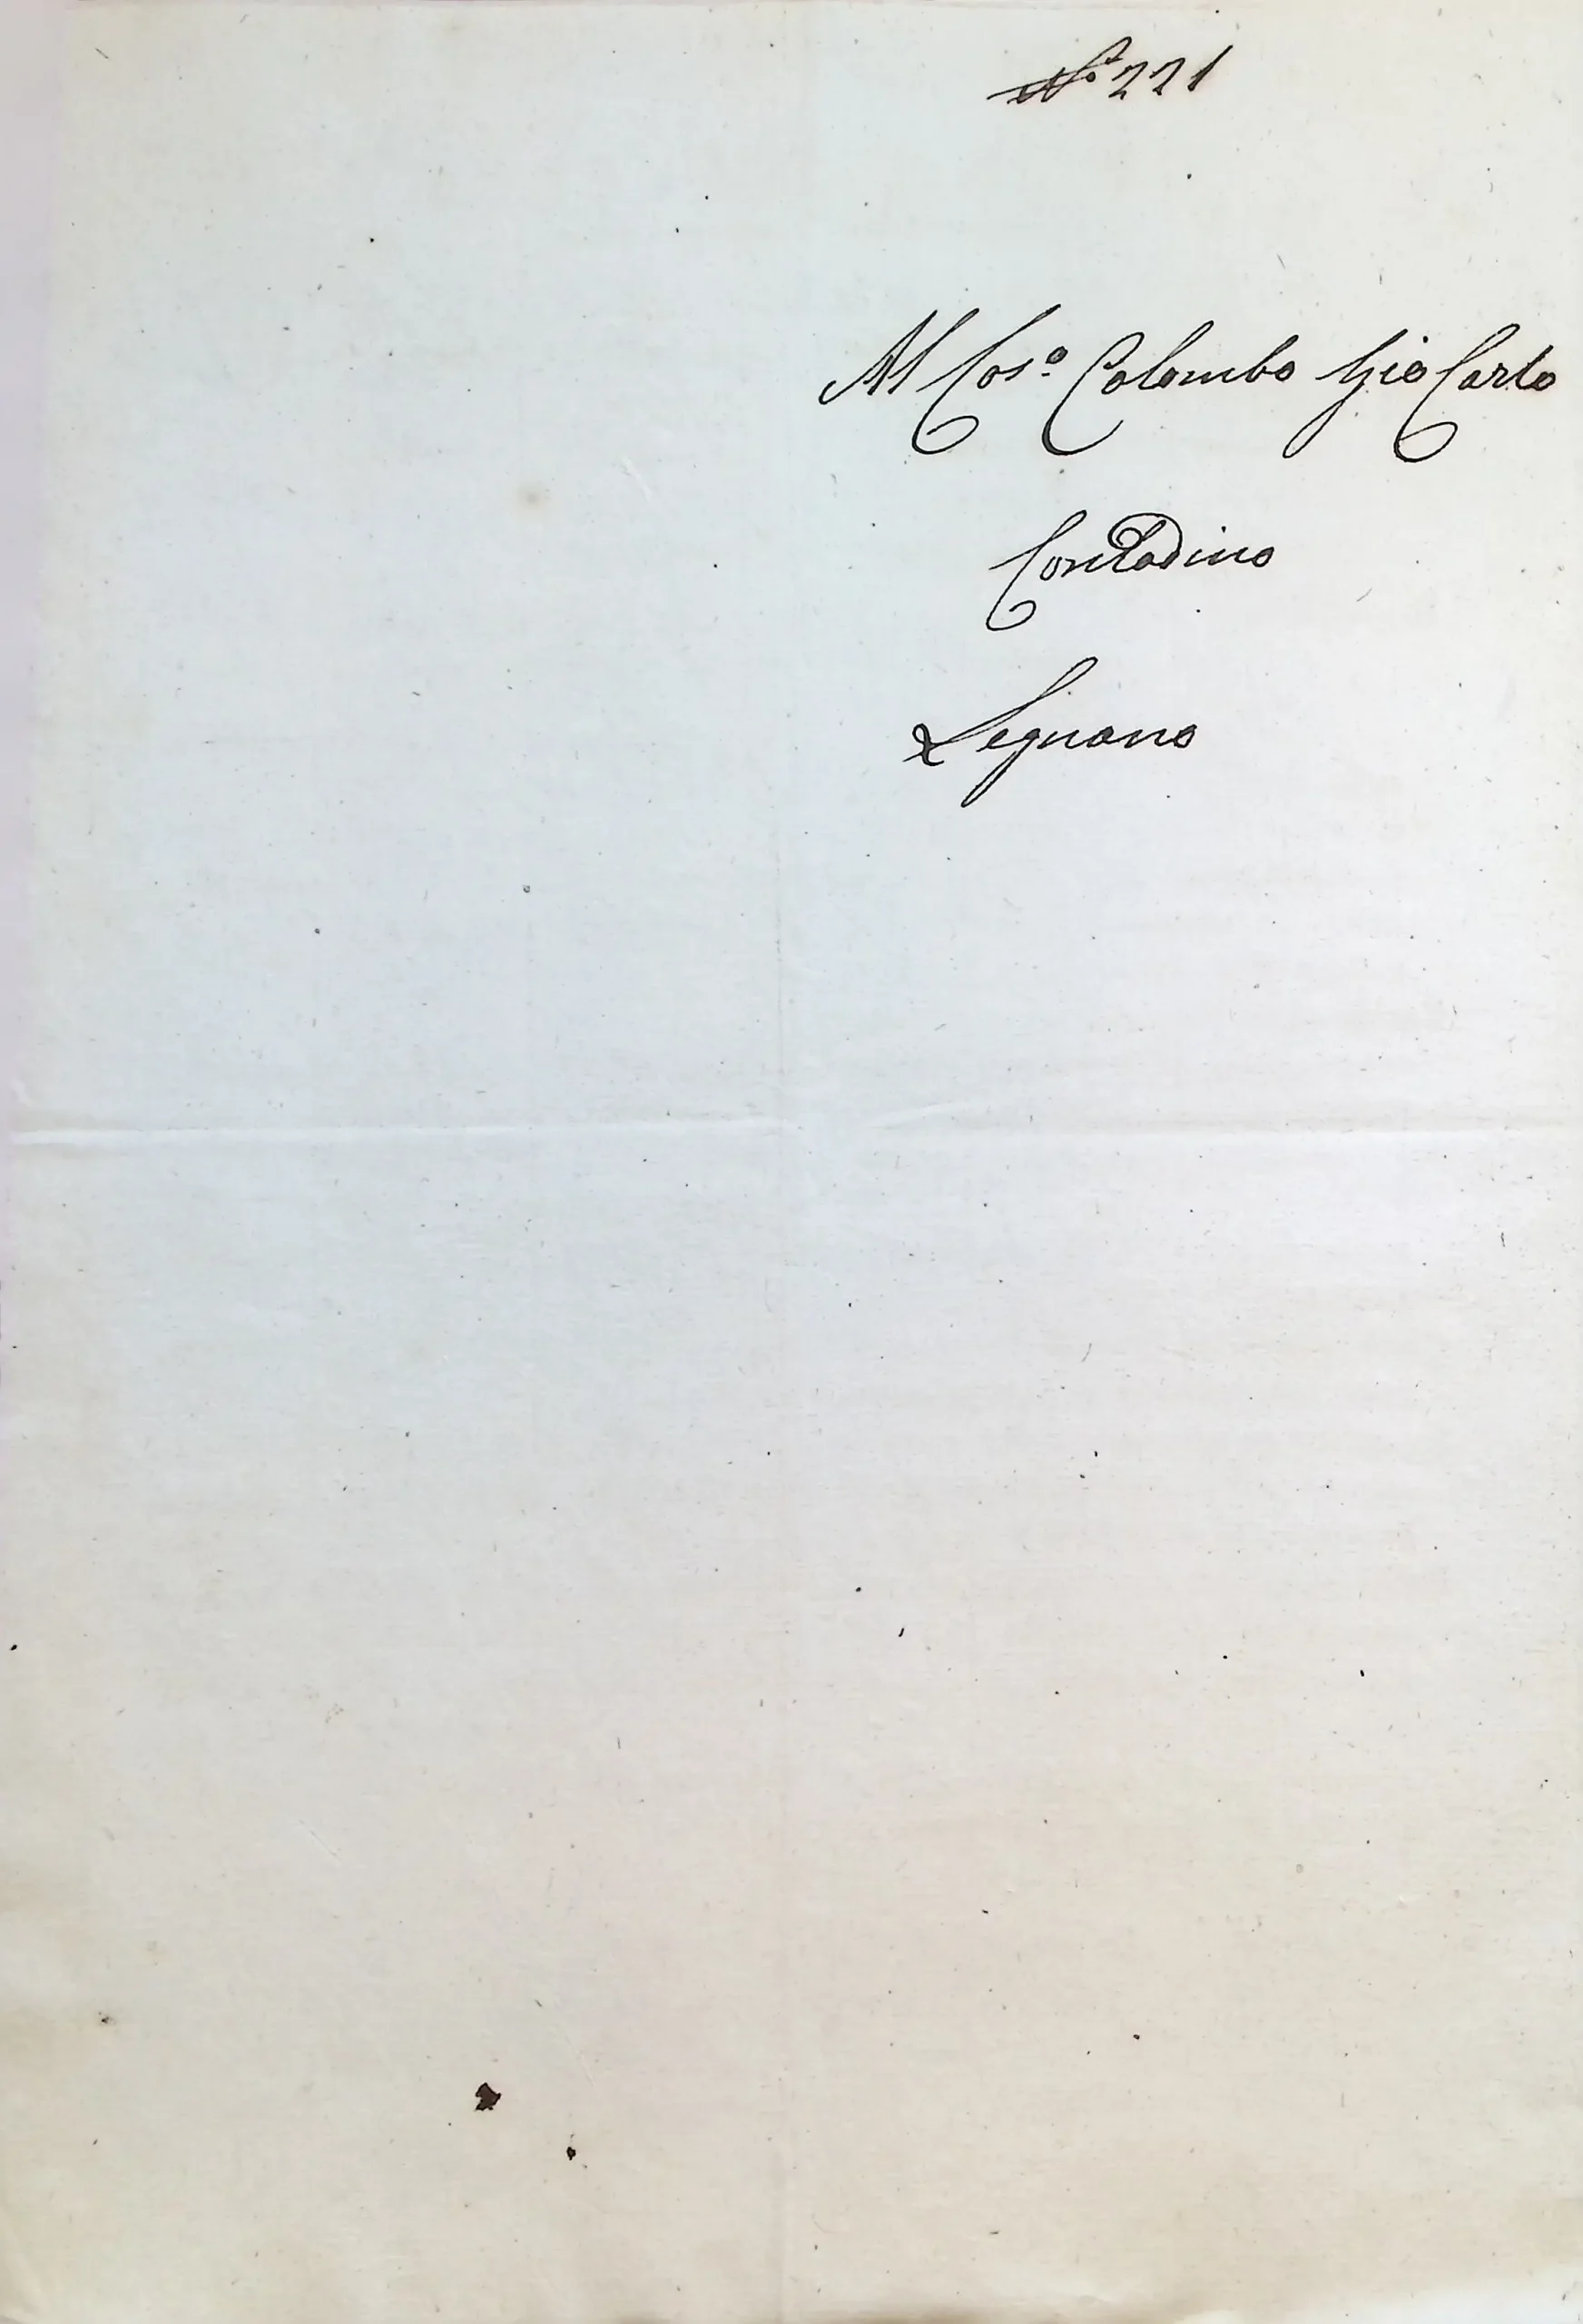 N.º 221
Al Cos.º Colombo Gio Carlo
Contadino
Legnano